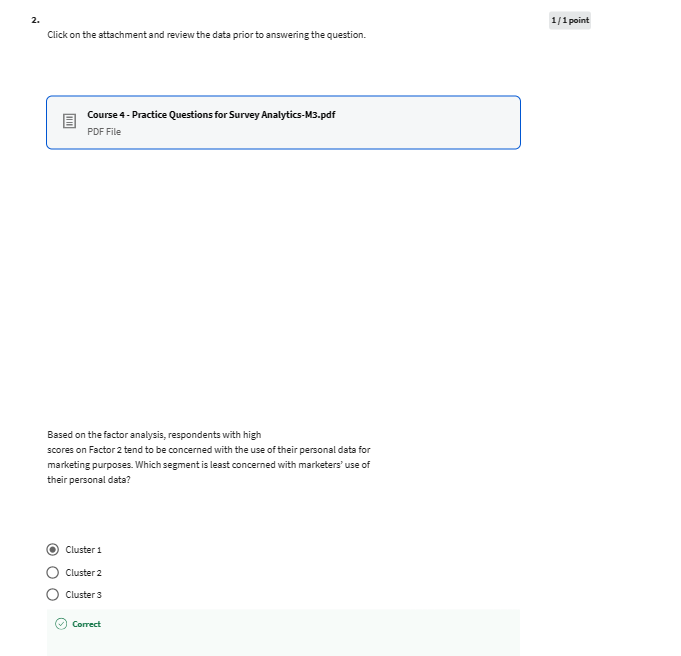 2.
1 / 1 point
Click on the attachment and review the data prior to answering the question.
Course 4 - Practice Questions for Survey Analytics-M3.pdf
PDF File
Based on the factor analysis, respondents with high
scores on Factor 2 tend to be concerned with the use of their personal data for
marketing purposes. Which segment is least concerned with marketers' use of
their personal data?
Cluster 1
Cluster 2
Cluster 3
Correct